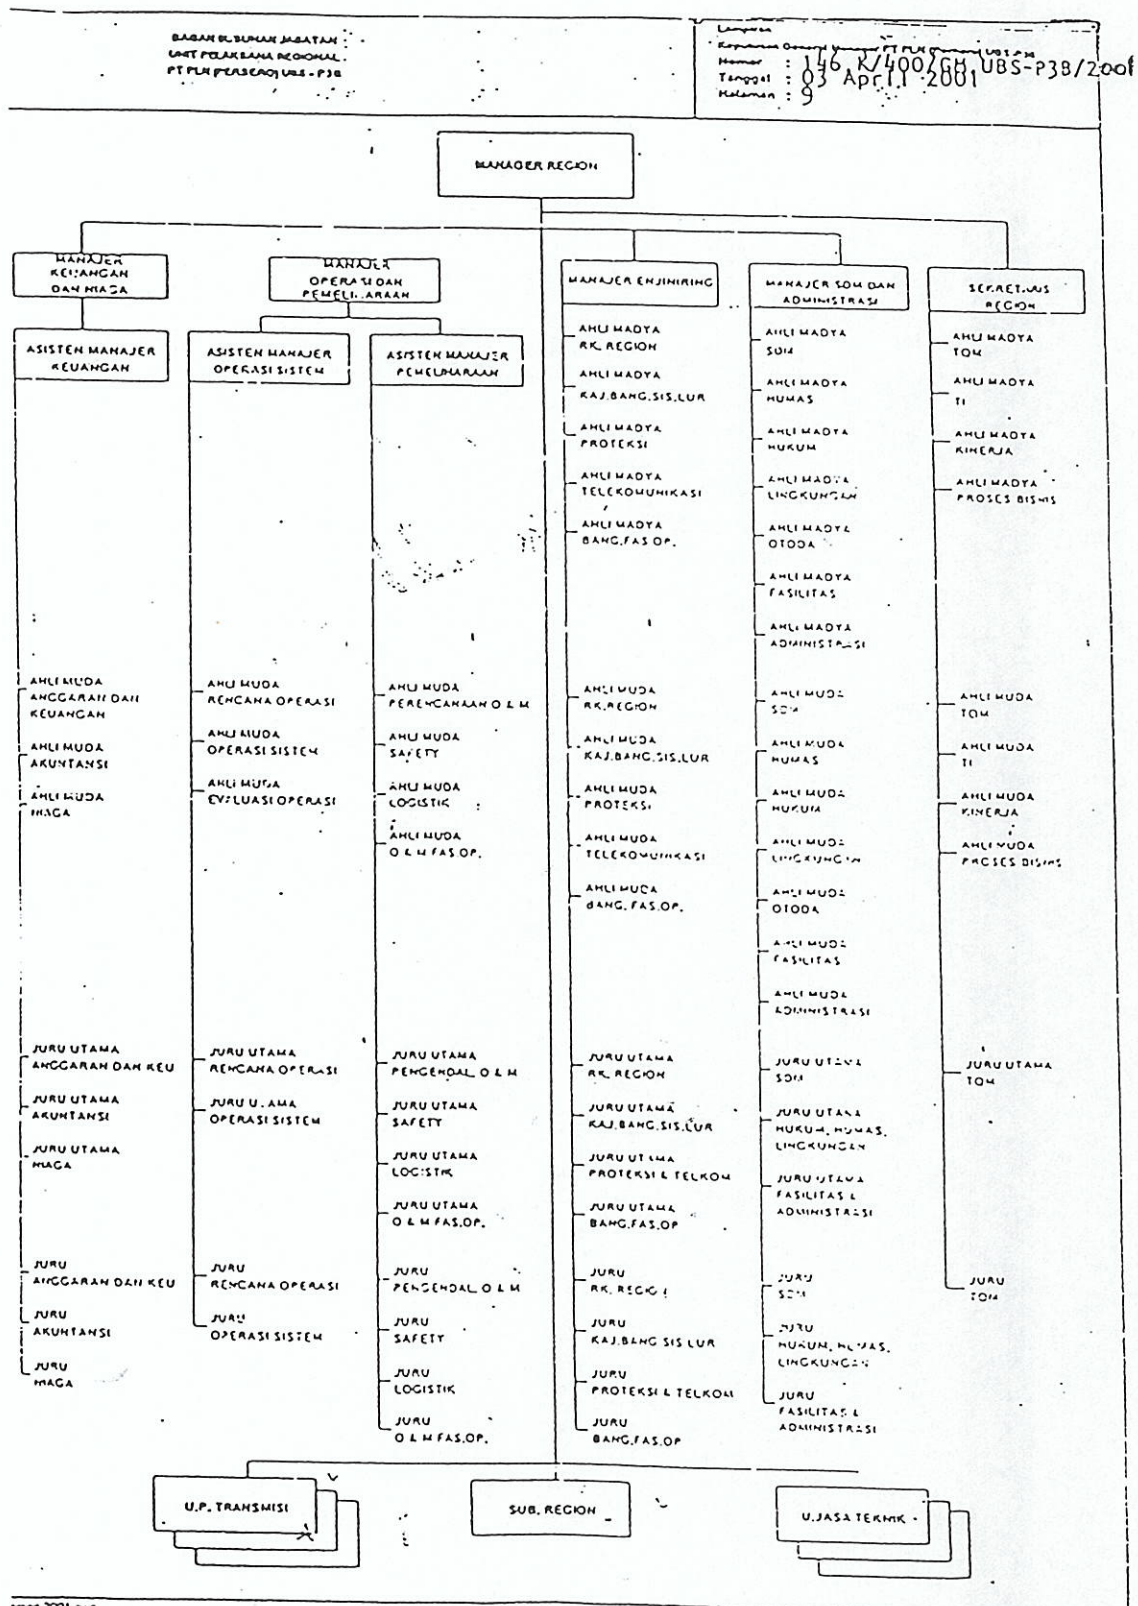 BAGAN SUSUNAN JABATAN :
UNIT PELAKSANA REGIONAL
PT PLN (PERSERO) UBS - P3B
Lampiran
Keputusan General Manager PT PLN (Persero) UBS P3B
Nomor : 146.K/400/GM.UBS-P3B/2001
Tanggal : 03 April 2001
Halaman : 9
MANAGER REGION
MANAJER
KEUANGAN
DAN NIAGA
MANAJER
OPERASI DAN
PEMELIHARAAN
MANAJER ENJINIRING
MANAJER SDM DAN
ADMINISTRASI
SEKRETARIS
REGION
ASISTEN MANAJER
KEUANGAN
ASISTEN MANAJER
OPERASI SISTEM
ASISTEN MANAJER
PEMELIHARAAN
AHLI MADYA
RK. REGION
AHLI MADYA
KAJ.BANG.SIS.LUR
AHLI MADYA
PROTEKSI
AHLI MADYA
TELEKOMUNIKASI
AHLI MADYA
BANG.FAS.OP.
AHLI MADYA
SDM
AHLI MADYA
HUMAS
AHLI MADYA
HUKUM
AHLI MADYA
LINGKUNGAN
AHLI MADYA
OTODA
AHLI MADYA
FASILITAS
AHLI MADYA
ADMINISTRASI
AHLI MADYA
TQM
AHLI MADYA
TI
AHLI MADYA
KINERJA
AHLI MADYA
PROSES BISNIS
AHLI MUDA
ANGGARAN DAN
KEUANGAN
AHLI MUDA
AKUNTANSI
AHLI MUDA
NIAGA
AHLI MUDA
RENCANA OPERASI
AHLI MUDA
OPERASI SISTEM
AHLI MUDA
EVALUASI OPERASI
AHLI MUDA
PERENCANAAN O & M
AHLI MUDA
SAFETY
AHLI MUDA
LOGISTIK
AHLI MUDA
O & M FAS.OP.
AHLI MUDA
RK.REGION
AHLI MUDA
KAJ.BANG.SIS.LUR
AHLI MUDA
PROTEKSI
AHLI MUDA
TELEKOMUNIKASI
AHLI MUDA
BANG. FAS.OP.
AHLI MUDA
SDM
AHLI MUDA
HUMAS
AHLI MUDA
HUKUM
AHLI MUDA
LINGKUNGAN
AHLI MUDA
OTODA
AHLI MUDA
FASILITAS
AHLI MUDA
ADMINISTRASI
AHLI MUDA
TQM
AHLI MUDA
TI
AHLI MUDA
KINERJA
AHLI MUDA
PROSES BISNIS
JURU UTAMA
ANGGARAN DAN KEU
JURU UTAMA
AKUNTANSI
JURU UTAMA
NIAGA
JURU UTAMA
RENCANA OPERASI
JURU UTAMA
OPERASI SISTEM
JURU UTAMA
PENGENDAL O & M
JURU UTAMA
SAFETY
JURU UTAMA
LOGISTIK
JURU UTAMA
O & M FAS.OP.
JURU UTAMA
RK. REGION
JURU UTAMA
KAJ.BANG.SIS.LUR
JURU UTAMA
PROTEKSI & TELKOM
JURU UTAMA
BANG.FAS.OP
JURU UTAMA
SDM
JURU UTAMA
HUKUM, HUMAS,
LINGKUNGAN
JURU UTAMA
FASILITAS &
ADMINISTRASI
JURU UTAMA
TQM
JURU
ANGGARAN DAN KEU
JURU
AKUNTANSI
JURU
NIAGA
JURU
RENCANA OPERASI
JURU
OPERASI SISTEM
JURU
PENGENDAL O & M
JURU
SAFETY
JURU
LOGISTIK
JURU
O & M FAS.OP.
JURU
RK. REGION
JURU
KAJ.BANG SIS LUR
JURU
PROTEKSI & TELKOM
JURU
BANG.FAS.OP
JURU
SDM
JURU
HUKUM, HUMAS,
LINGKUNGAN
JURU
FASILITAS &
ADMINISTRASI
JURU
TQM
U.P. TRANSMISI
SUB. REGION
U.JASA TEKNIK